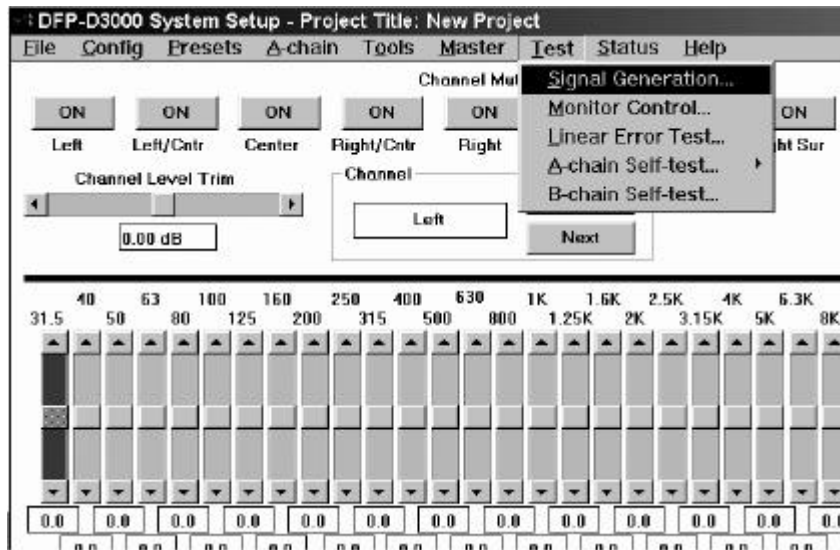 DFP-D3000 System Setup - Project Title: New Project
File Config Presets A-chain Tools Master Test Status Help
Channel Mut
Signal Generation...
Monitor Control...
Linear Error Test...
A-chain Self-test...
B-chain Self-test...
ON ON ON ON ON ON
Left Left/Cntr Center Right/Cntr Right ht Sur
Channel Level Trim
0.00 dB
Channel
Left
Next
40 63 100 160 250 400 630 1K 1.6K 2.5K 4K 6.3K
31.5 50 80 125 200 315 500 800 1.25K 2K 3.15K 5K 8K
0.0 0.0 0.0 0.0 0.0 0.0 0.0 0.0 0.0 0.0 0.0 0.0 0.